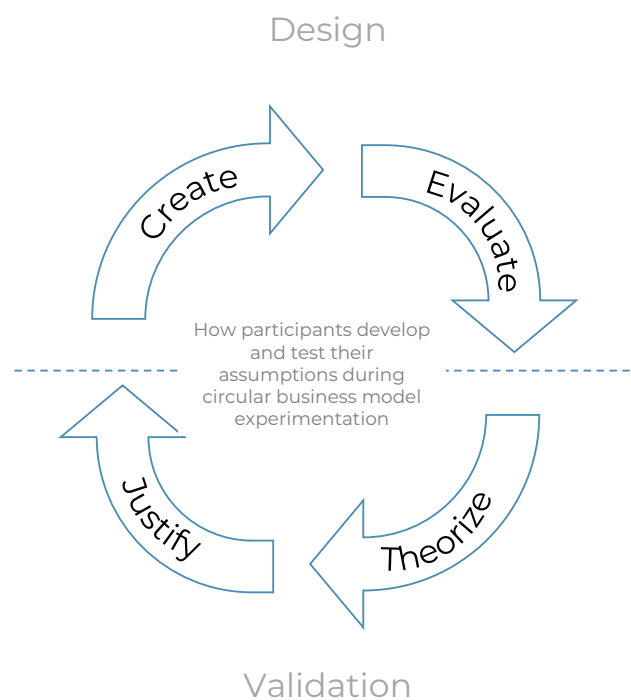 Design
Create
Evaluate
How participants develop
and test their
assumptions during
circular business model
experimentation
Justify
Theorize
Validation